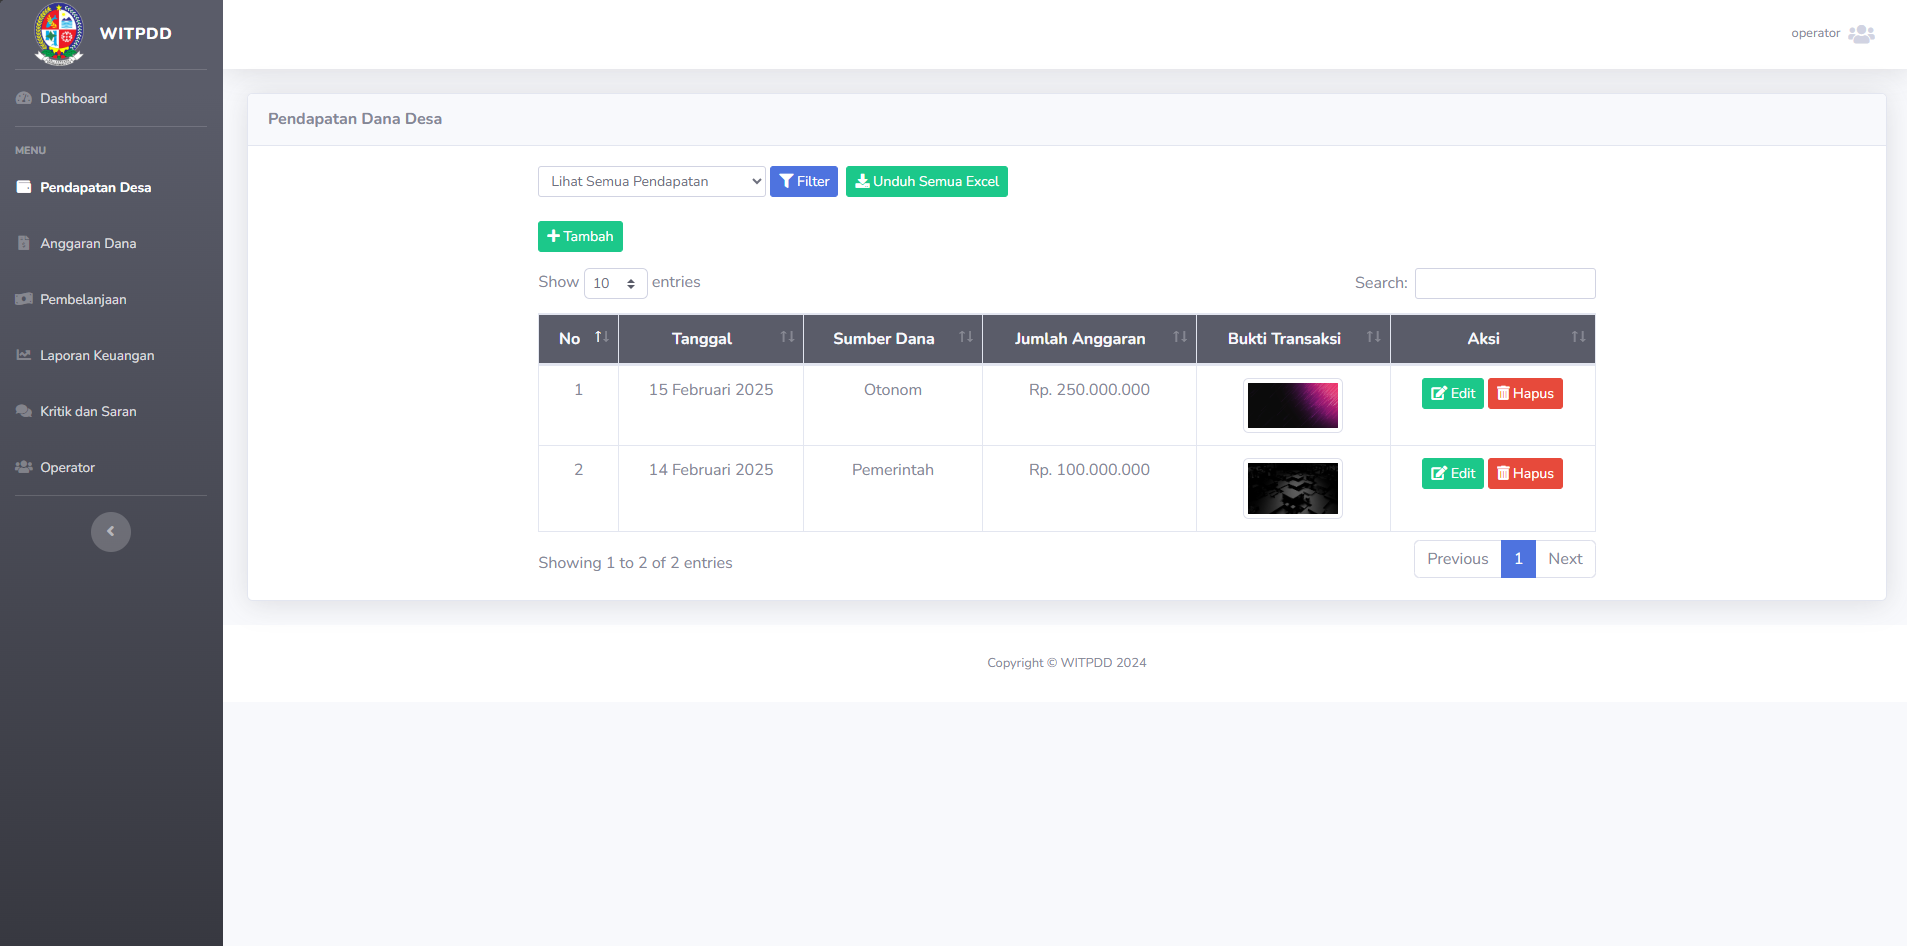 WITPDD
operator
Dashboard
MENU
Pendapatan Desa
Anggaran Dana
Pembelanjaan
Laporan Keuangan
Kritik dan Saran
Operator
Pendapatan Dana Desa
Lihat Semua Pendapatan Filter Unduh Semua Excel
Tambah
Show 10 entries Search:
No Tanggal Sumber Dana Jumlah Anggaran Bukti Transaksi Aksi
1 15 Februari 2025 Otonom Rp. 250.000.000 Edit Hapus
2 14 Februari 2025 Pemerintah Rp. 100.000.000 Edit Hapus
Showing 1 to 2 of 2 entries Previous 1 Next
Copyright © WITPDD 2024